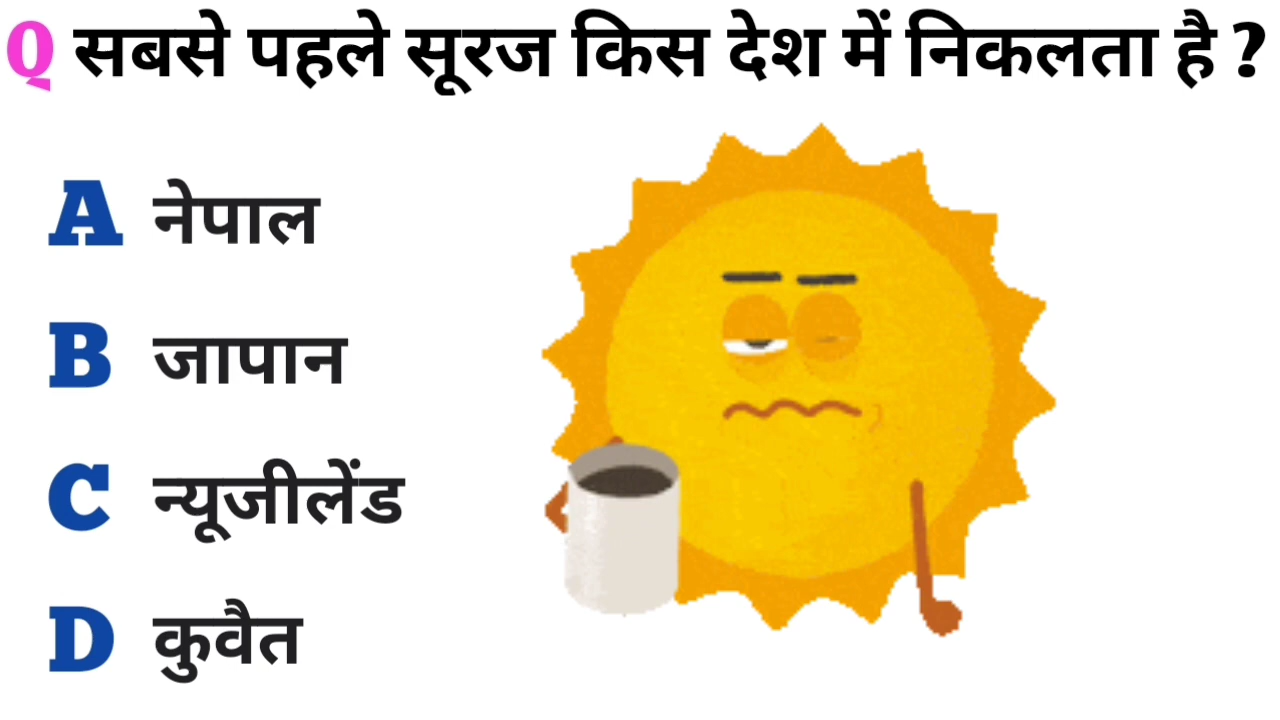 Q सबसे पहले सूरज किस देश में निकलता है ?
A नेपाल
B जापान
C न्यूजीलेंड
D कुवैत